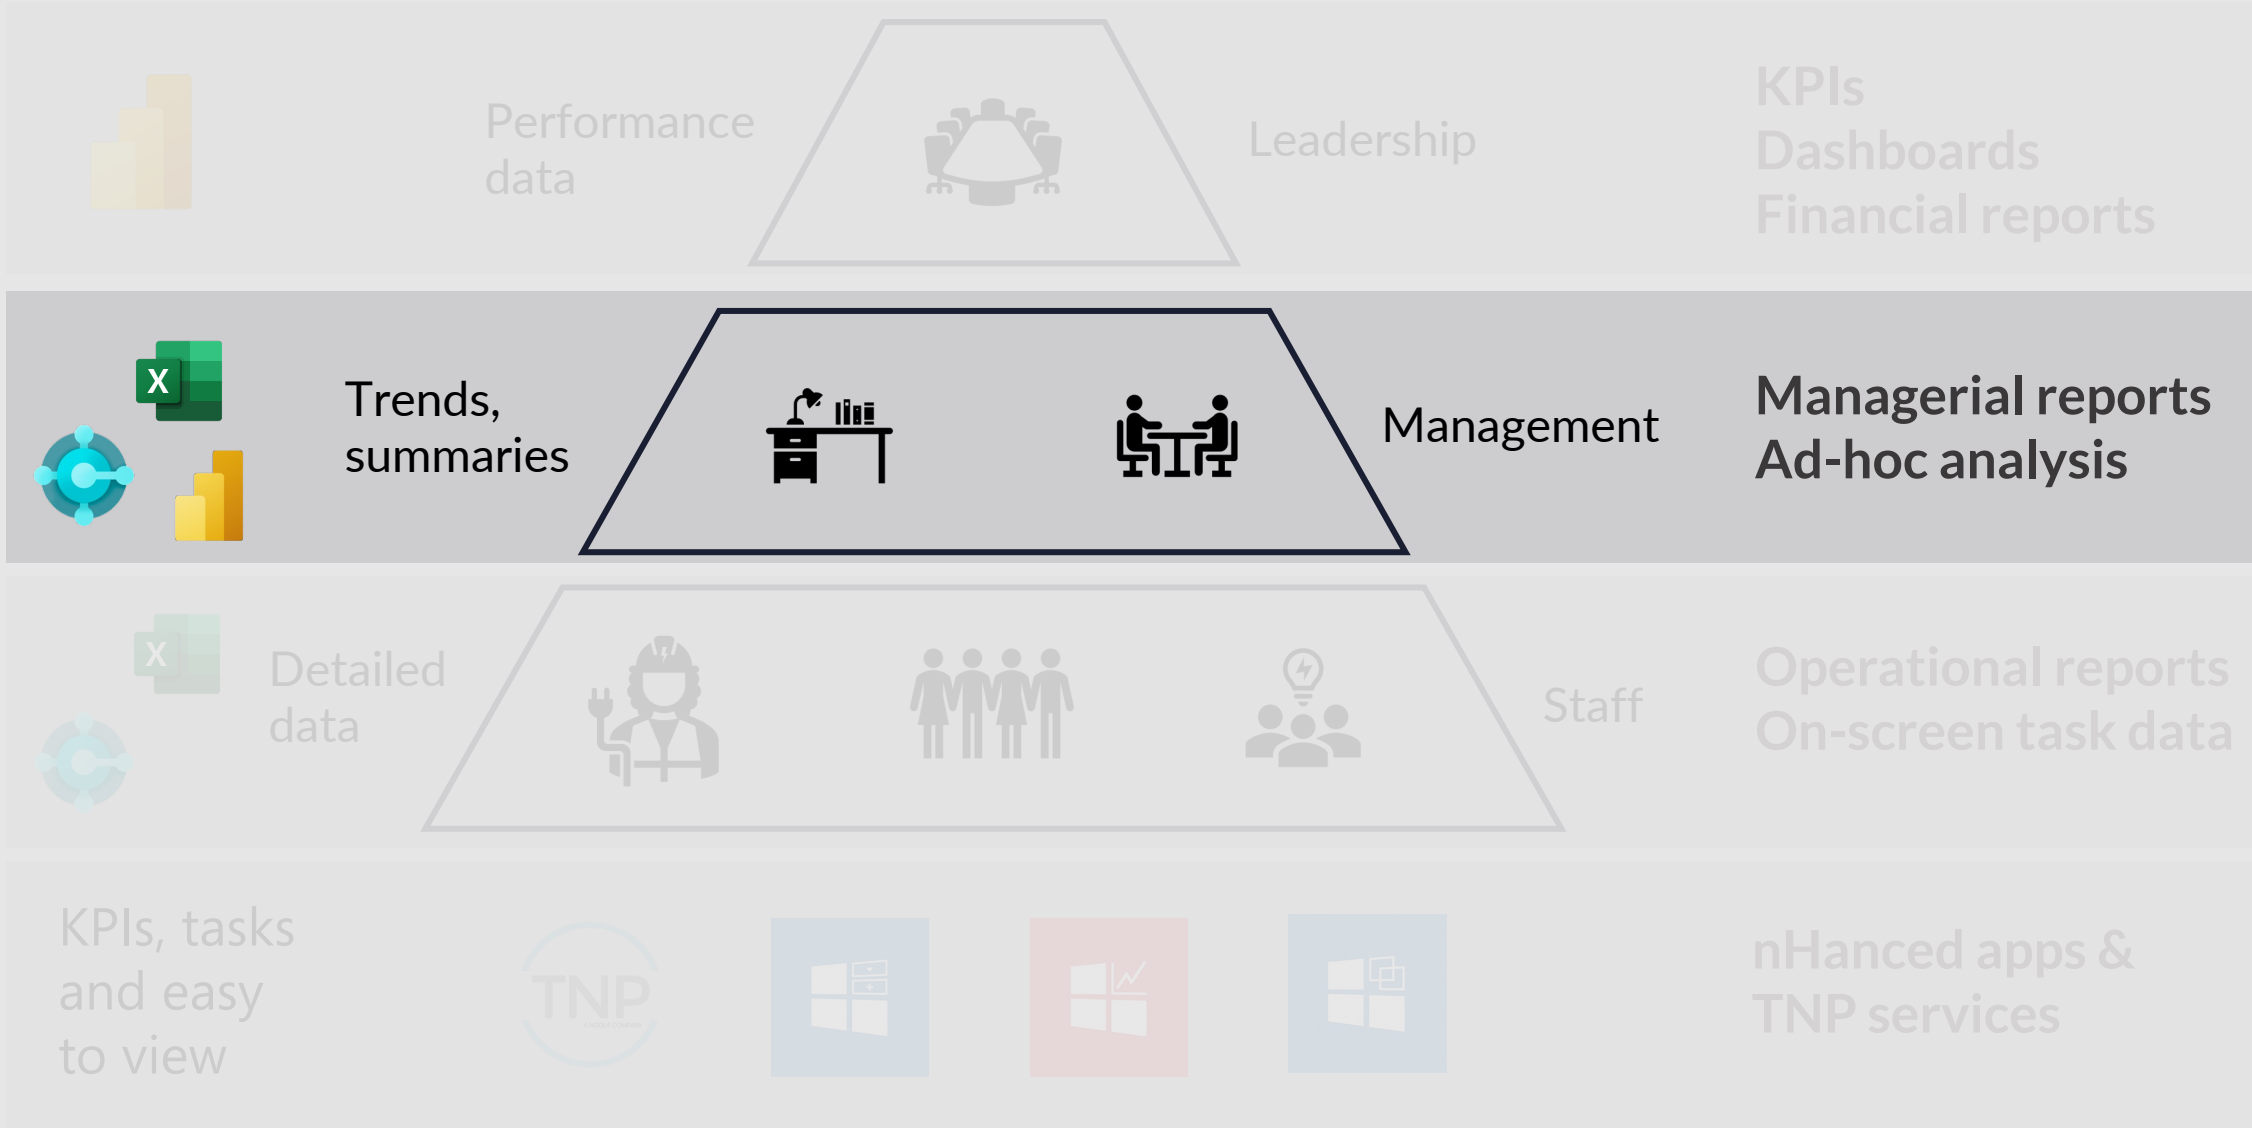 Performance
data
Leadership
KPIs
Dashboards
Financial reports
X
Trends,
summaries
Management
Managerial reports
Ad-hoc analysis
X
Detailed
data
Staff
Operational reports
On-screen task data
KPIs, tasks
and easy
to view
TNP
nHanced apps &
TNP services